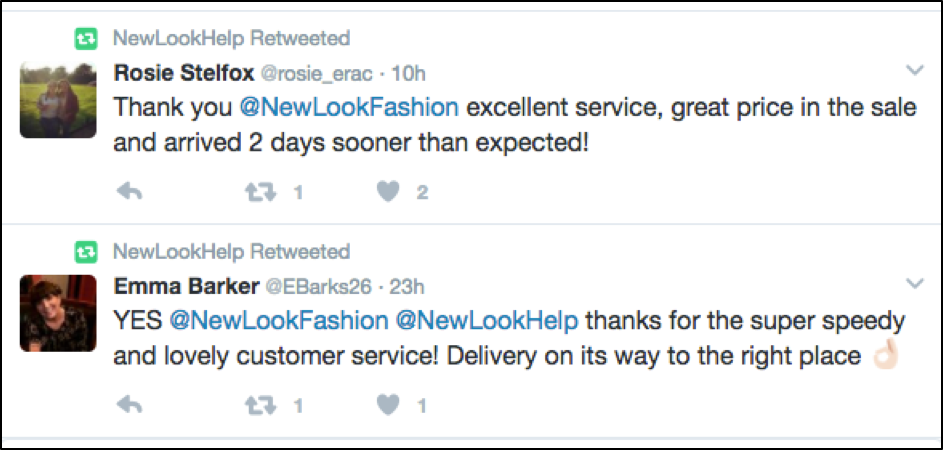 NewLookHelp Retweeted
Rosie Stelfox @rosie_erac · 10h
Thank you @NewLookFashion excellent service, great price in the sale
and arrived 2 days sooner than expected!
1 2
NewLookHelp Retweeted
Emma Barker @EBarks26 · 23h
YES @NewLookFashion @NewLookHelp thanks for the super speedy
and lovely customer service! Delivery on its way to the right place 👌🏻
1 1